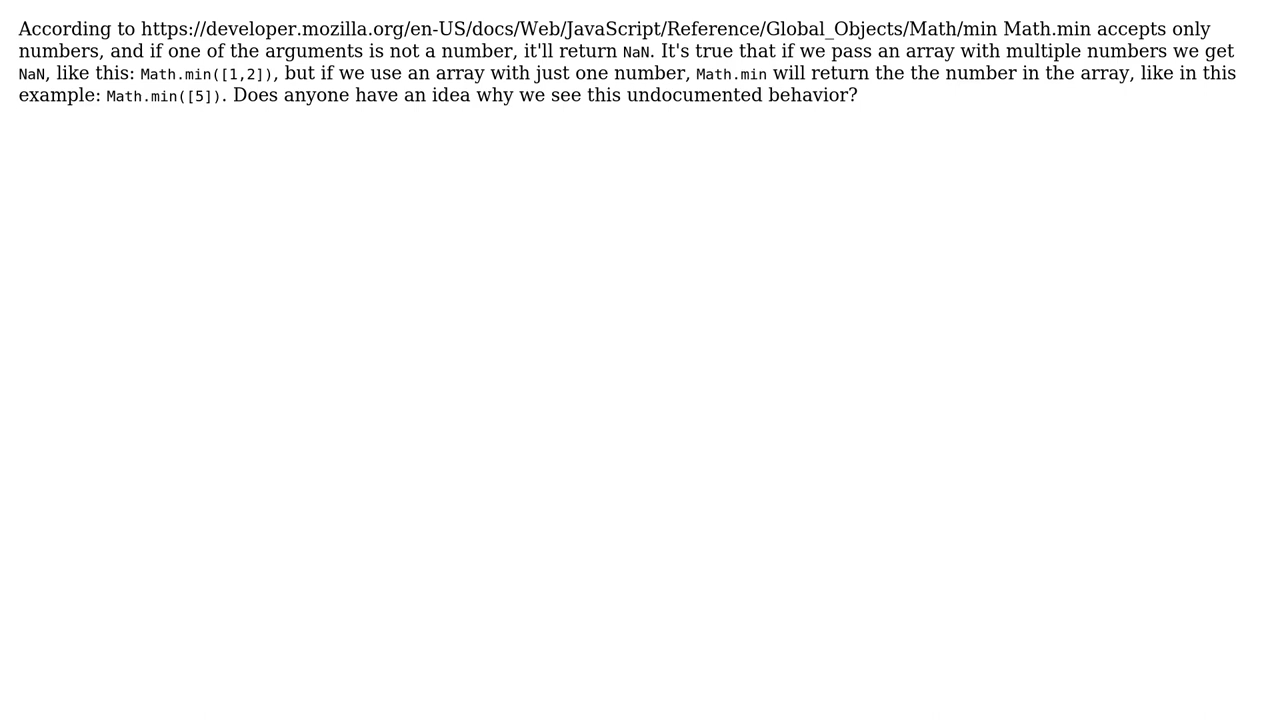 According to https://developer.mozilla.org/en-US/docs/Web/JavaScript/Reference/Global_Objects/Math/min Math.min accepts only
numbers, and if one of the arguments is not a number, it'll return NaN. It's true that if we pass an array with multiple numbers we get
NaN, like this: Math.min([1,2]), but if we use an array with just one number, Math.min will return the the number in the array, like in this
example: Math.min([5]). Does anyone have an idea why we see this undocumented behavior?